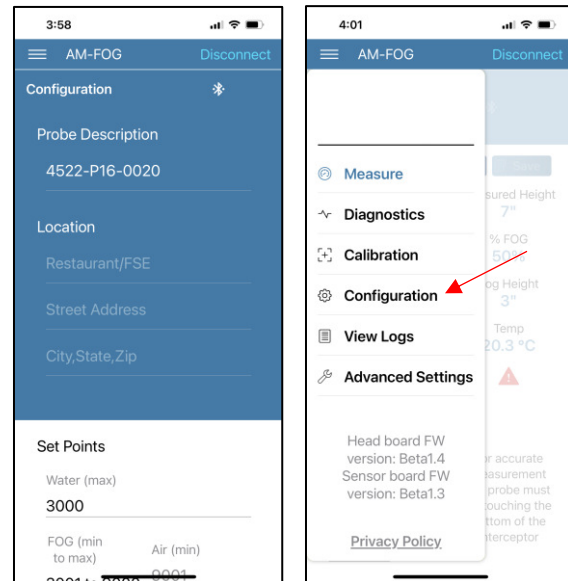 3:58
AM-FOG
Disconnect
Configuration
Probe Description
4522-P16-0020
Location
Restaurant/FSE
Street Address
City,State,Zip
Set Points
Water (max)
3000
FOG (min
to max)
Air (min)
9001
4:01
AM-FOG
Disconnect
Measure
Diagnostics
Calibration
Configuration
View Logs
Advanced Settings
Head board FW
version: Beta1.4
Sensor board FW
version: Beta1.3
Privacy Policy
sured Height
7"
% FOG
50%
og Height
3"
Temp
20.3 °C
or accurate
easurement
probe must
ouching the
ttom of the
nterceptor